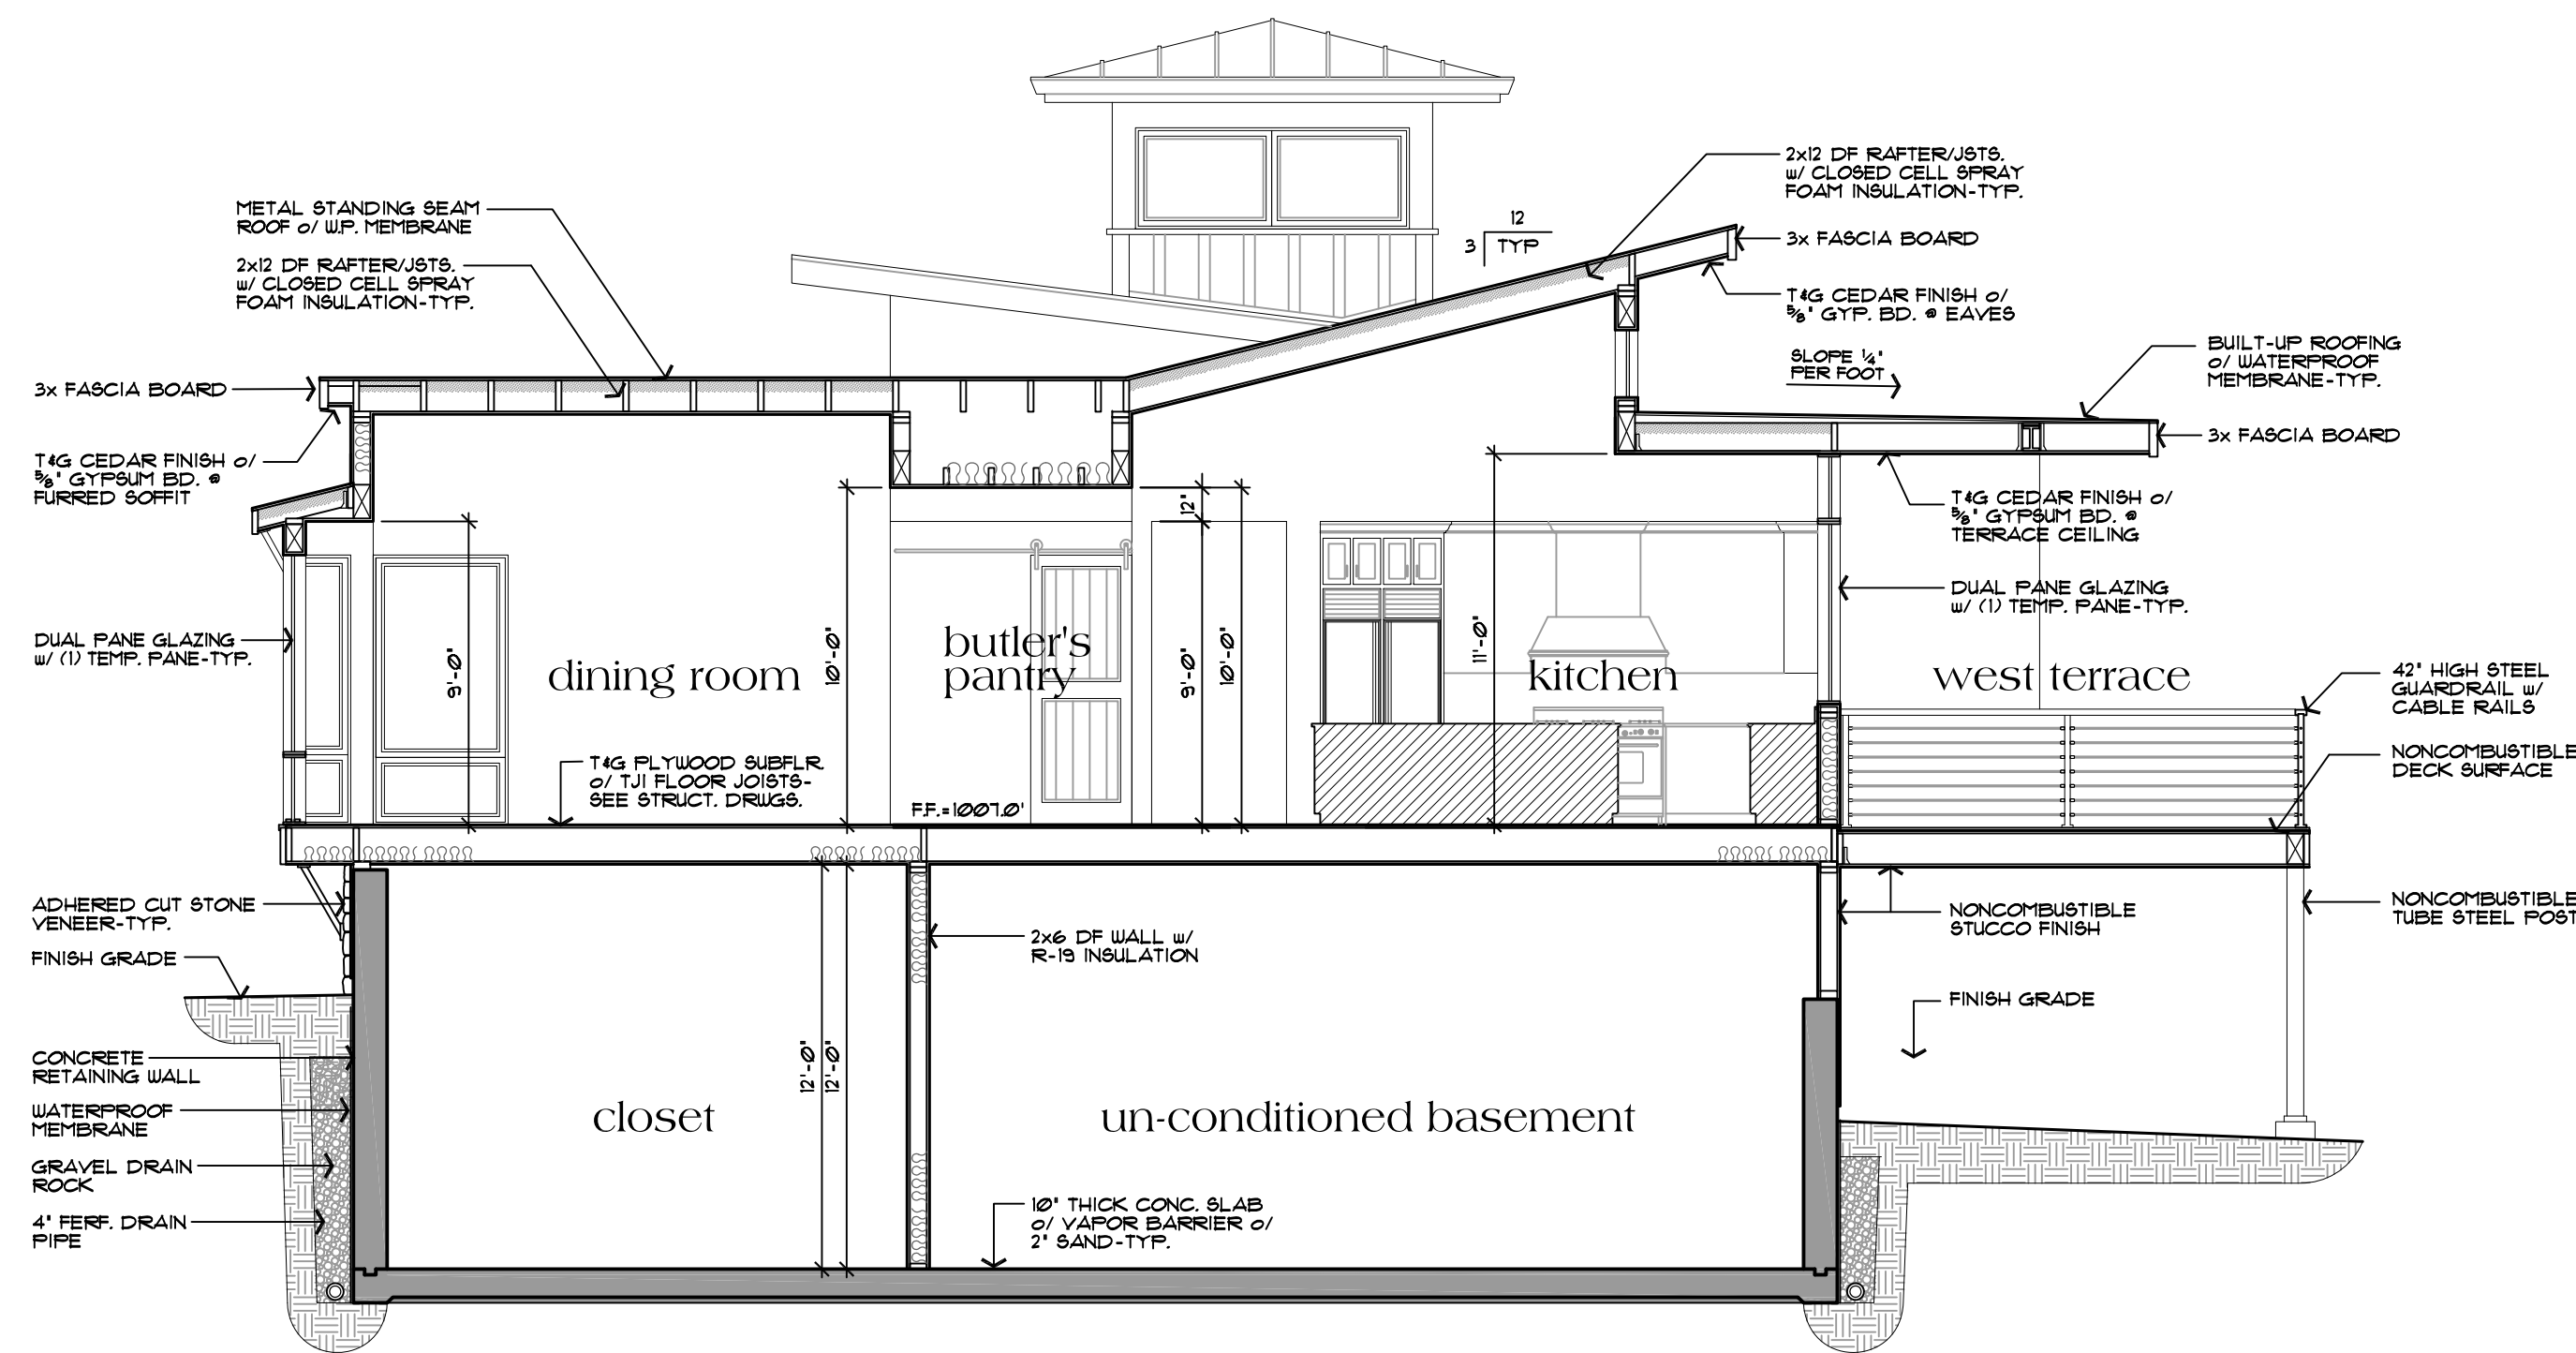 2x12 DF RAFTER/JSTS.
w/ CLOSED CELL SPRAY
FOAM INSULATION-TYP.
METAL STANDING SEAM
ROOF o/ W.P. MEMBRANE
12
3
TYP
3x FASCIA BOARD
2x12 DF RAFTER/JSTS.
w/ CLOSED CELL SPRAY
FOAM INSULATION-TYP.
T&G CEDAR FINISH o/
5/8" GYP. BD. @ EAVES
SLOPE 1/4"
PER FOOT
BUILT-UP ROOFING
o/ WATERPROOF
MEMBRANE-TYP.
3x FASCIA BOARD
3x FASCIA BOARD
T&G CEDAR FINISH o/
5/8" GYPSUM BD. @
FURRED SOFFIT
T&G CEDAR FINISH o/
5/8" GYPSUM BD. @
TERRACE CEILING
12"
DUAL PANE GLAZING
w/ (1) TEMP. PANE-TYP.
DUAL PANE GLAZING
w/ (1) TEMP. PANE-TYP.
9'-0"
dining room
10'-0"
butler's
pantry
9'-0"
10'-0"
11'-0"
kitchen
west terrace
42" HIGH STEEL
GUARDRAIL w/
CABLE RAILS
T&G PLYWOOD SUBFLR.
o/ TJI FLOOR JOISTS-
SEE STRUCT. DRWGS.
F.F.=1007.0'
NONCOMBUSTIBLE
DECK SURFACE
ADHERED CUT STONE
VENEER-TYP.
NONCOMBUSTIBLE
STUCCO FINISH
NONCOMBUSTIBLE
TUBE STEEL POST
2x6 DF WALL w/
R-19 INSULATION
FINISH GRADE
FINISH GRADE
CONCRETE
RETAINING WALL
WATERPROOF
MEMBRANE
GRAVEL DRAIN
ROCK
4" FERF. DRAIN
PIPE
closet
12'-0"
12'-0"
un-conditioned basement
10" THICK CONC. SLAB
o/ VAPOR BARRIER o/
2" SAND-TYP.